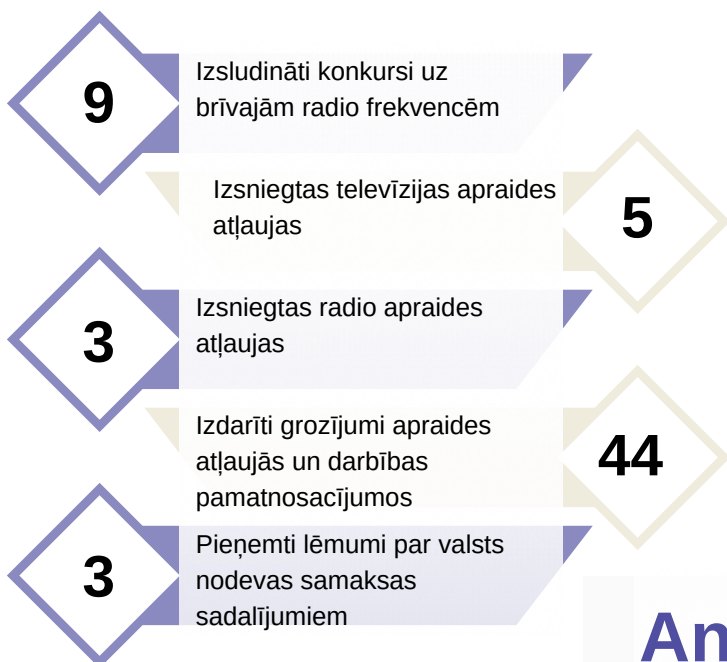 9
Izsludināti konkursi uz
brīvajām radio frekvencēm
Izsniegtas televīzijas apraides
atļaujas
5
3
Izsniegtas radio apraides
atļaujas
Izdarīti grozījumi apraides
atļaujās un darbības
pamatnosacījumos
44
3
Pieņemti lēmumi par valsts
nodevas samaksas
sadalījumiem
An